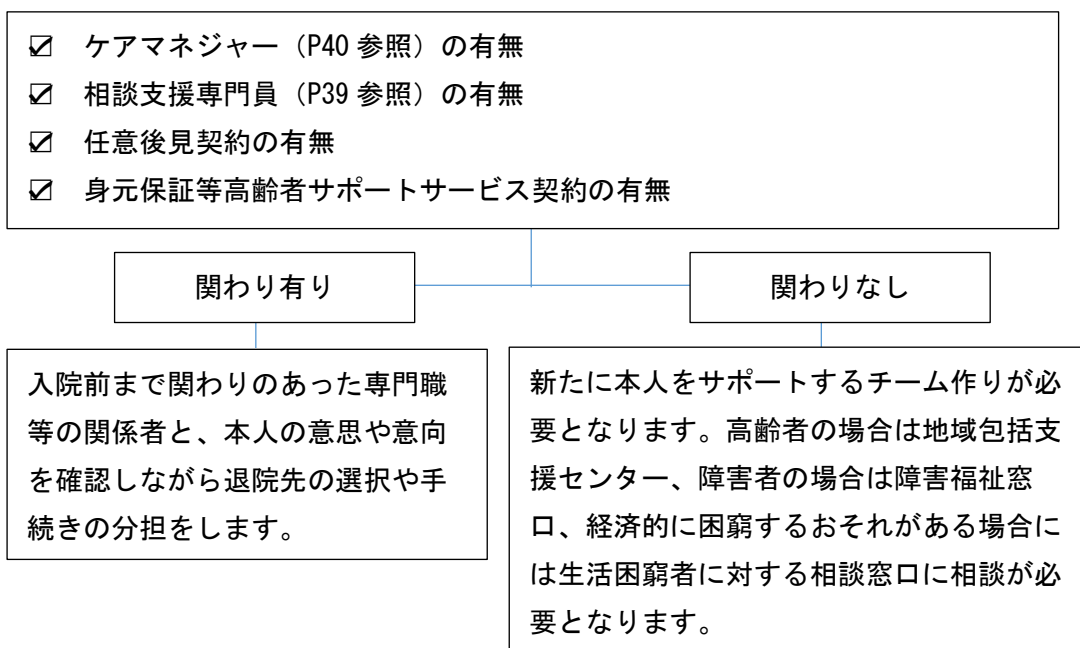 ☑ ケアマネジャー（P40 参照）の有無
☑ 相談支援専門員（P39 参照）の有無
☑ 任意後見契約の有無
☑ 身元保証等高齢者サポートサービス契約の有無
関わり有り
関わりなし
入院前まで関わりのあった専門職
等の関係者と、本人の意思や意向
を確認しながら退院先の選択や手
続きの分担をします。
新たに本人をサポートするチーム作りが必
要となります。高齢者の場合は地域包括支
援センター、障害者の場合は障害福祉窓
口、経済的に困窮するおそれがある場合に
は生活困窮者に対する相談窓口に相談が必
要となります。